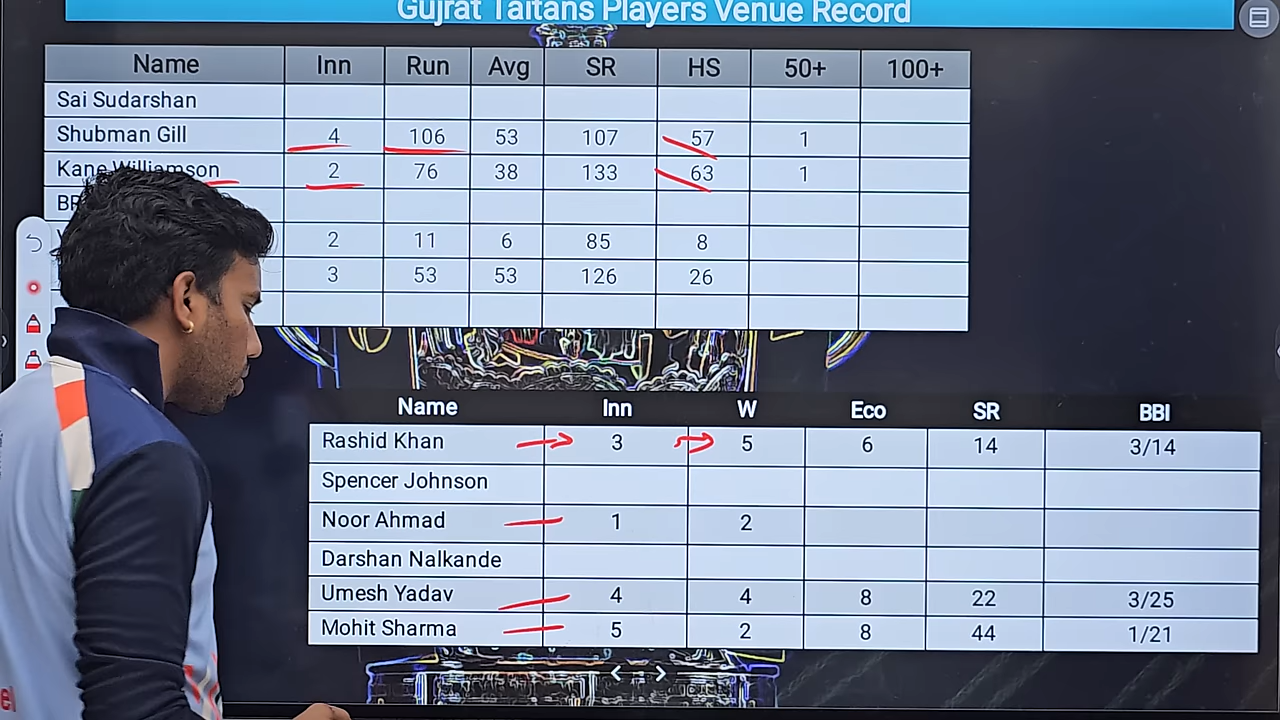 Gujrat Taitans Players Venue Record
Name Inn Run Avg SR HS 50+ 100+
Sai Sudarshan
Shubman Gill 4 106 53 107 57 1
Kane Williamson 2 76 38 133 63 1
2 11 6 85 8
3 53 53 126 26
Name Inn W Eco SR BBI
Rashid Khan 3 5 6 14 3/14
Spencer Johnson
Noor Ahmad 1 2
Darshan Nalkande
Umesh Yadav 4 4 8 22 3/25
Mohit Sharma 5 2 8 44 1/21